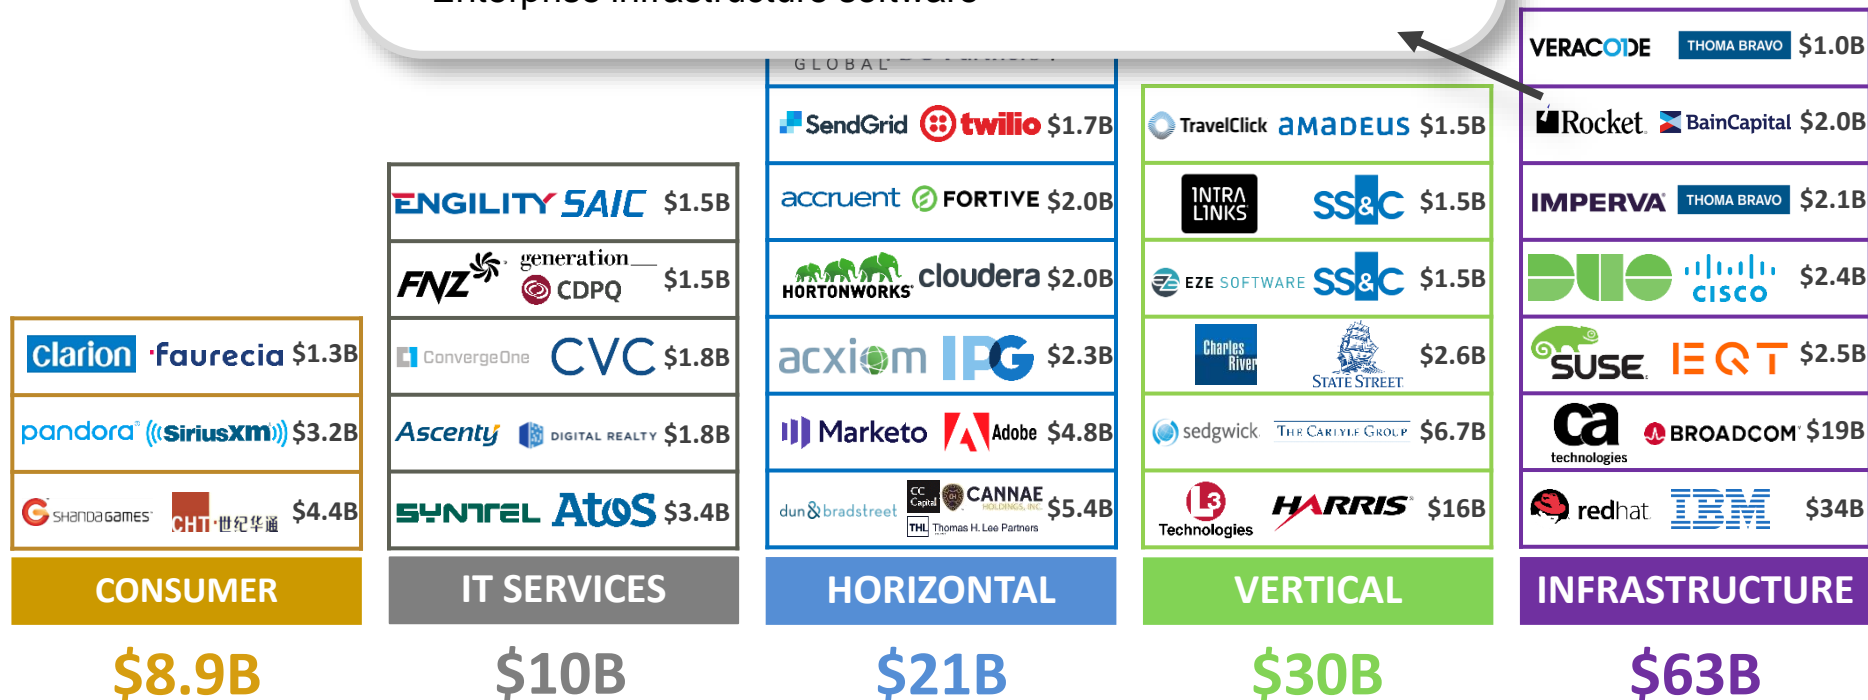 Enterprise infrastructure software
GLOBAL
VERACODE THOMA BRAVO $1.0B
SendGrid twilio $1.7B
TravelClick amadeus $1.5B
Rocket BainCapital $2.0B
ENGILITY SAIC $1.5B
accruent FORTIVE $2.0B
INTRA LINKS SS&C $1.5B
IMPERVA THOMA BRAVO $2.1B
FNZ generation CDPQ $1.5B
HORTONWORKS cloudera $2.0B
EZE SOFTWARE SS&C $1.5B
DUO CISCO $2.4B
clarion faurecia $1.3B
ConvergeOne CVC $1.8B
acxiom IPG $2.3B
Charles River STATE STREET $2.6B
SUSE EQT $2.5B
pandora SiriusXM $3.2B
Ascenty DIGITAL REALTY $1.8B
Marketo Adobe $4.8B
sedgwick THE CARLYLE GROUP $6.7B
ca technologies BROADCOM $19B
SHANDA GAMES CHT 世纪华通 $4.4B
SYNTEL Atos $3.4B
dun & bradstreet CC Capital CANNAE HOLDINGS, INC. THL Thomas H. Lee Partners $5.4B
L3 Technologies HARRIS $16B
redhat IBM $34B
CONSUMER IT SERVICES HORIZONTAL VERTICAL INFRASTRUCTURE
$8.9B $10B $21B $30B $63B